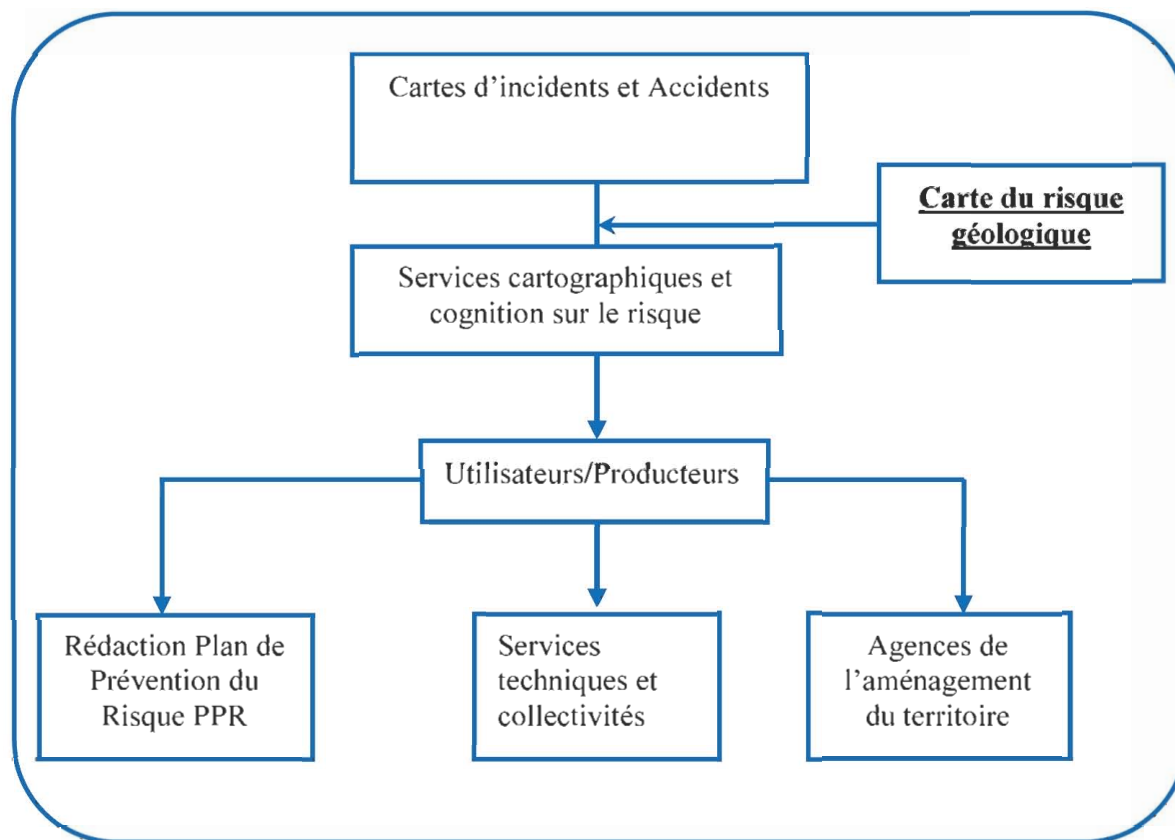 Cartes d'incidents et Accidents
Carte du risque
géologique
Services cartographiques et
cognition sur le risque
Utilisateurs/Producteurs
Rédaction Plan de
Prévention du
Risque PPR
Services
techniques et
collectivités
Agences de
l'aménagement
du territoire